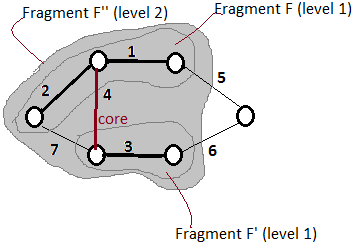 Fragment F'' (level 2)
Fragment F (level 1)
1
5
2
4
core
7
3
6
Fragment F' (level 1)